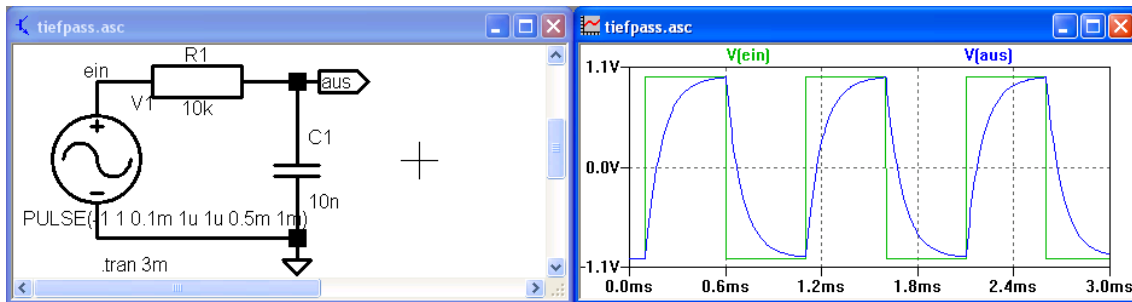 tiefpass.asc
R1
ein
aus
V1
10k
C1
10n
PULSE(-1 1 0.1m 1u 1u 0.5m 1m)
.tran 3m
tiefpass.asc
V(ein) V(aus)
1.1V
0.0V
-1.1V
0.0ms 0.6ms 1.2ms 1.8ms 2.4ms 3.0ms